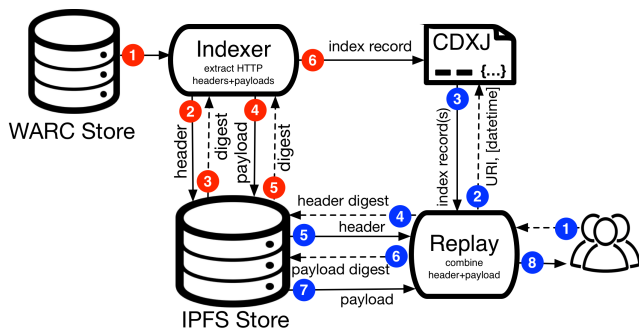 1
Indexer
extract HTTP
headers+payloads
6
index record
CDXJ
{...}
WARC Store
2
header
3
digest
4
payload
5
digest
3
index record(s)
2
URI, [datetime]
header digest
4
5
header
6
payload digest
7
payload
IPFS Store
Replay
combine
header+payload
1
8